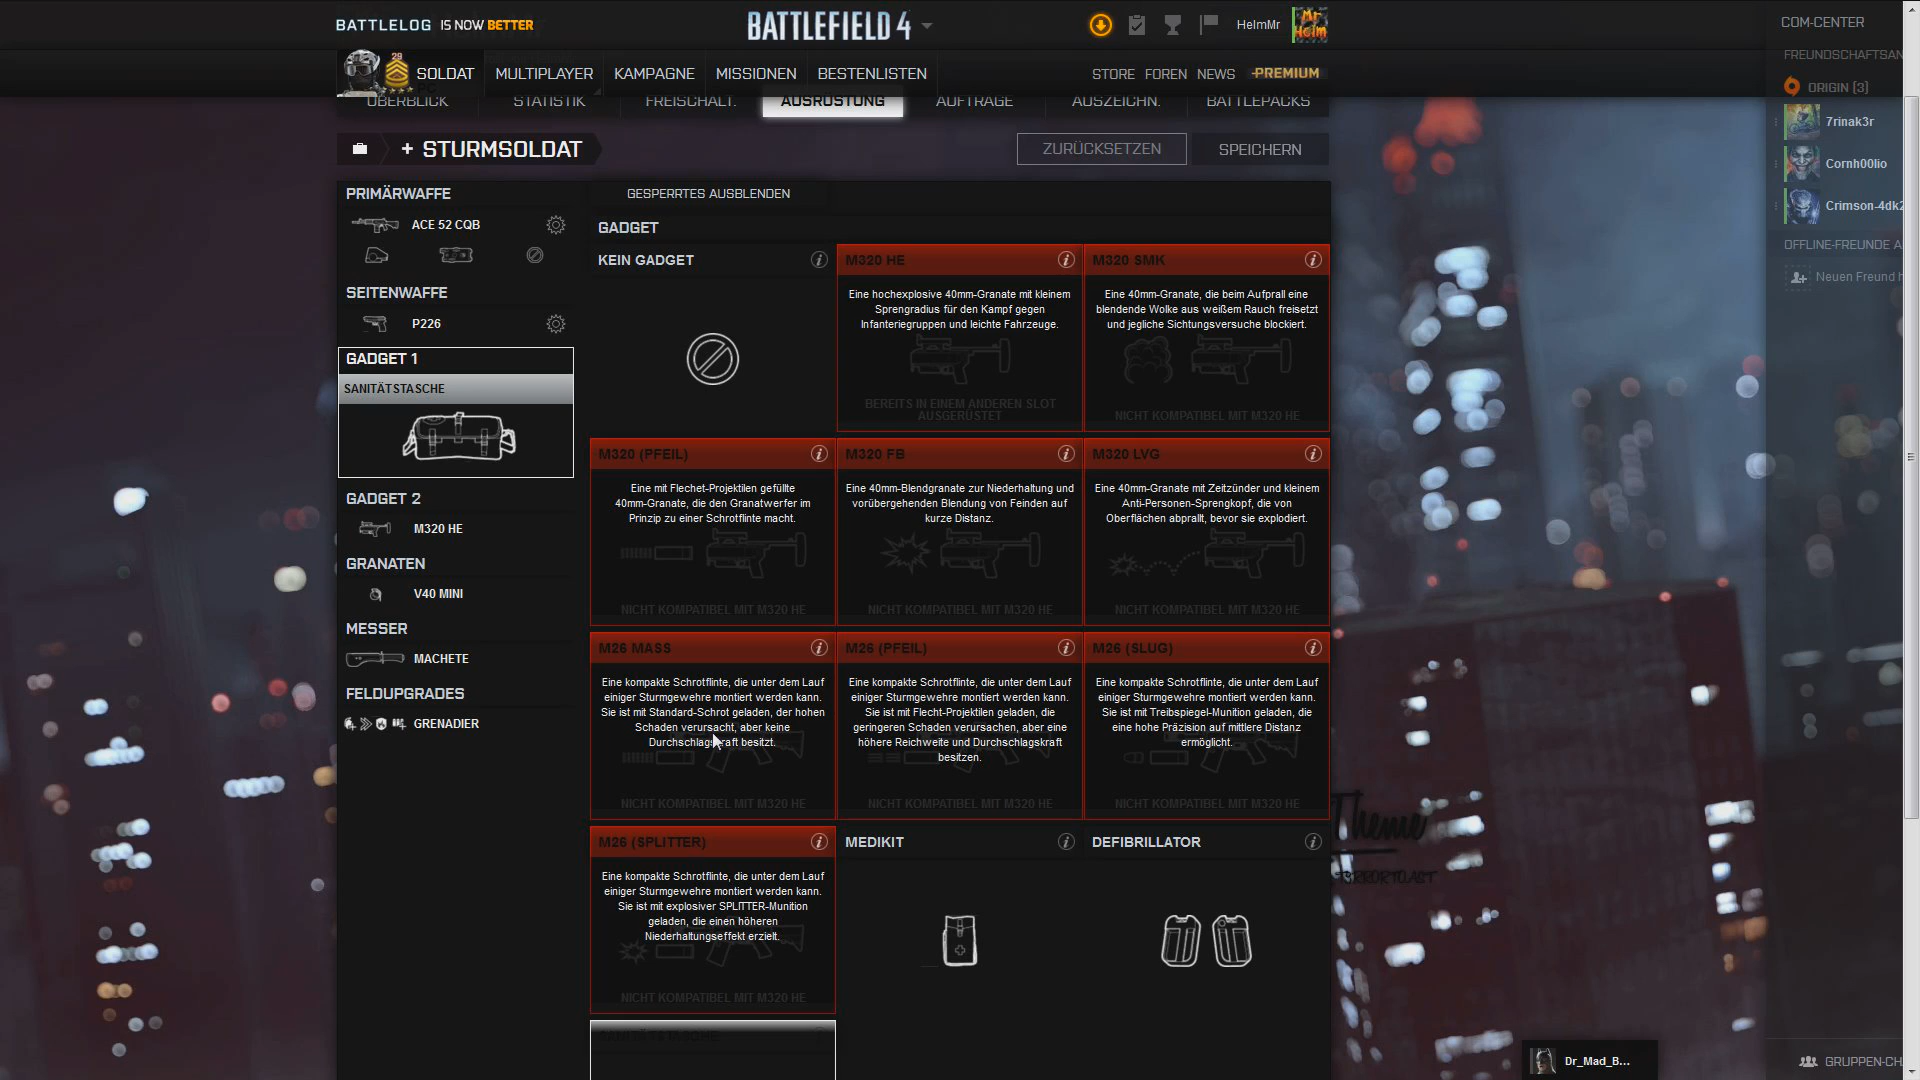 BATTLELOG IS NOW BETTER
BATTLEFIELD 4
HelmMr
Mr
Helm
COM-CENTER
29
SOLDAT
MULTIPLAYER
KAMPAGNE
MISSIONEN
BESTENLISTEN
STORE
FOREN
NEWS
PREMIUM
FREUNDSCHAFTSAN
ORIGIN [3]
7rinak3r
Cornh00lio
Crimson-4dk2
OFFLINE-FREUNDE A
Neuen Freund h
ÜBERBLICK
STATISTIK
FREISCHALT.
AUSRÜSTUNG
AUFTRÄGE
AUSZEICHN.
BATTLEPACKS
+ STURMSOLDAT
ZURÜCKSETZEN
SPEICHERN
PRIMÄRWAFFE
ACE 52 CQB
SEITENWAFFE
P226
GADGET 1
SANITÄTSTASCHE
GADGET 2
M320 HE
GRANATEN
V40 MINI
MESSER
MACHETE
FELDUPGRADES
GRENADIER
GESPERRTES AUSBLENDEN
GADGET
KEIN GADGET
M320 HE
Eine hochexplosive 40mm-Granate mit kleinem
Sprengradius für den Kampf gegen
Infanteriegruppen und leichte Fahrzeuge.
BEREITS IN EINEM ANDEREN SLOT
AUSGERÜSTET
M320 SMK
Eine 40mm-Granate, die beim Aufprall eine
blendende Wolke aus weißem Rauch freisetzt
und jegliche Sichtungsversuche blockiert.
NICHT KOMPATIBEL MIT M320 HE
M320 (PFEIL)
Eine mit Flechet-Projektilen gefüllte
40mm-Granate, die den Granatwerfer im
Prinzip zu einer Schrotflinte macht.
NICHT KOMPATIBEL MIT M320 HE
M320 FB
Eine 40mm-Blendgranate zur Niederhaltung und
vorübergehenden Blendung von Feinden auf
kurze Distanz.
NICHT KOMPATIBEL MIT M320 HE
M320 LVG
Eine 40mm-Granate mit Zeitzünder und kleinem
Anti-Personen-Sprengkopf, die von
Oberflächen abprallt, bevor sie explodiert.
NICHT KOMPATIBEL MIT M320 HE
M26 MASS
Eine kompakte Schrotflinte, die unter dem Lauf
einiger Sturmgewehre montiert werden kann.
Sie ist mit Standard-Schrot geladen, der hohen
Schaden verursacht, aber keine
Durchschlagskraft besitzt.
NICHT KOMPATIBEL MIT M320 HE
M26 (PFEIL)
Eine kompakte Schrotflinte, die unter dem Lauf
einiger Sturmgewehre montiert werden kann.
Sie ist mit Flecht-Projektilen geladen, die
geringeren Schaden verursachen, aber eine
höhere Reichweite und Durchschlagskraft
besitzen.
NICHT KOMPATIBEL MIT M320 HE
M26 (SLUG)
Eine kompakte Schrotflinte, die unter dem Lauf
einiger Sturmgewehre montiert werden kann.
Sie ist mit Treibspiegel-Munition geladen, die
eine hohe Präzision auf mittlere Distanz
ermöglicht.
NICHT KOMPATIBEL MIT M320 HE
M26 (SPLITTER)
Eine kompakte Schrotflinte, die unter dem Lauf
einiger Sturmgewehre montiert werden kann.
Sie ist mit explosiver SPLITTER-Munition
geladen, die einen höheren
Niederhaltungseffekt erzielt.
NICHT KOMPATIBEL MIT M320 HE
MEDIKIT
DEFIBRILLATOR
SANITÄTSTASCHE
Theme
Dr_Mad_B...
GRUPPEN-CH